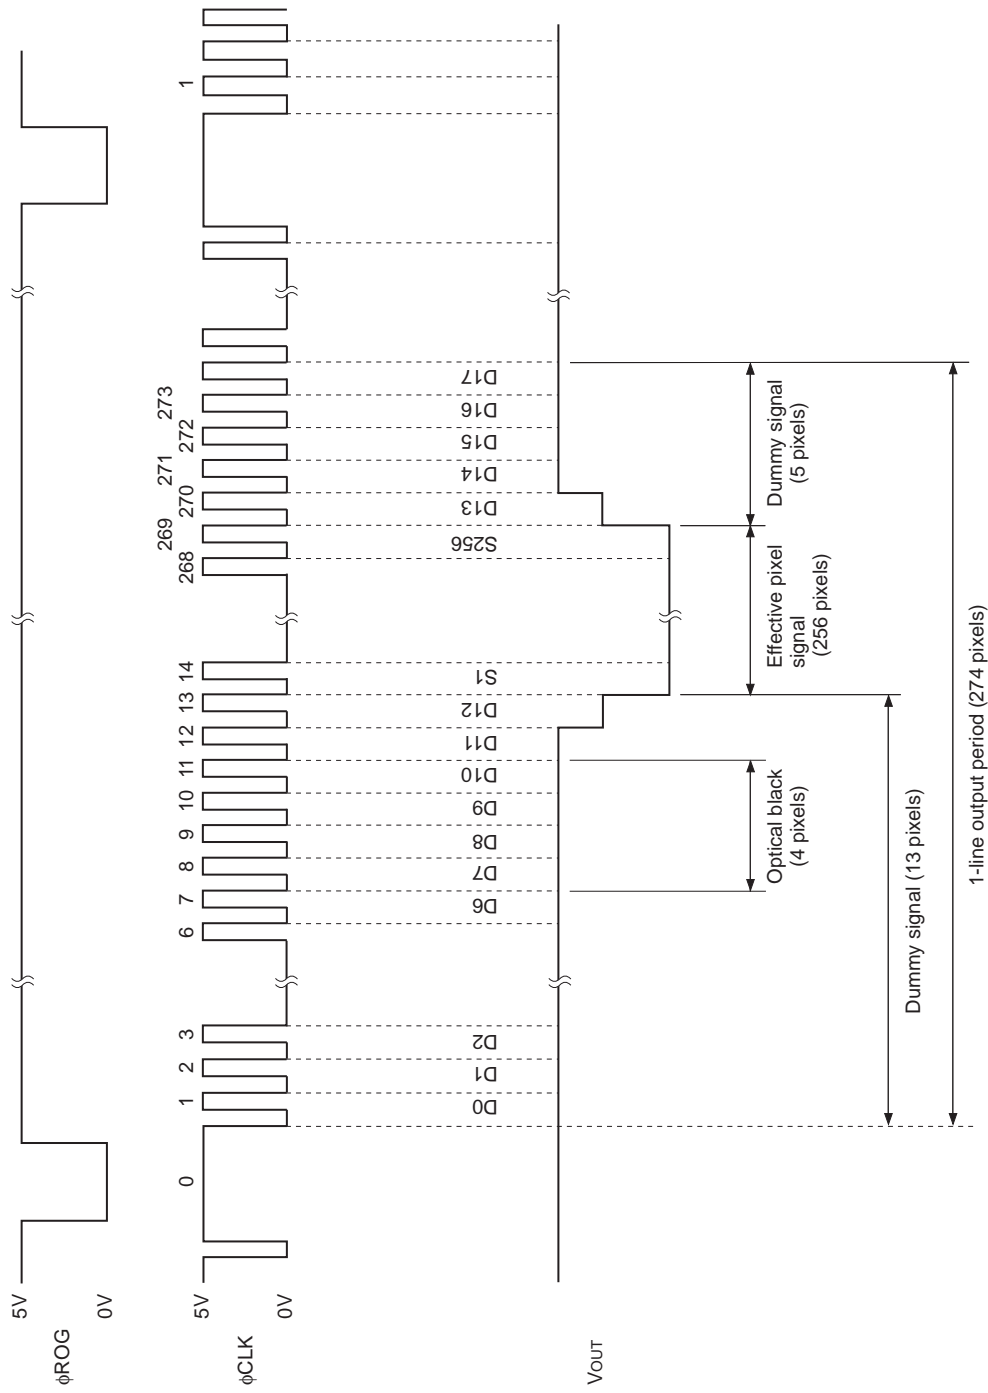 φROG
5V
0V
φCLK
5V
0V
0
1
2
3
6
7
8
9
10
11
12
13
14
268
269
270
271
272
273
1
VOUT
D0
D1
D2
D6
D7
D8
D9
D10
D11
D12
S1
S256
D13
D14
D15
D16
D17
Optical black
(4 pixels)
Effective pixel
signal
(256 pixels)
Dummy signal
(5 pixels)
Dummy signal (13 pixels)
1-line output period (274 pixels)